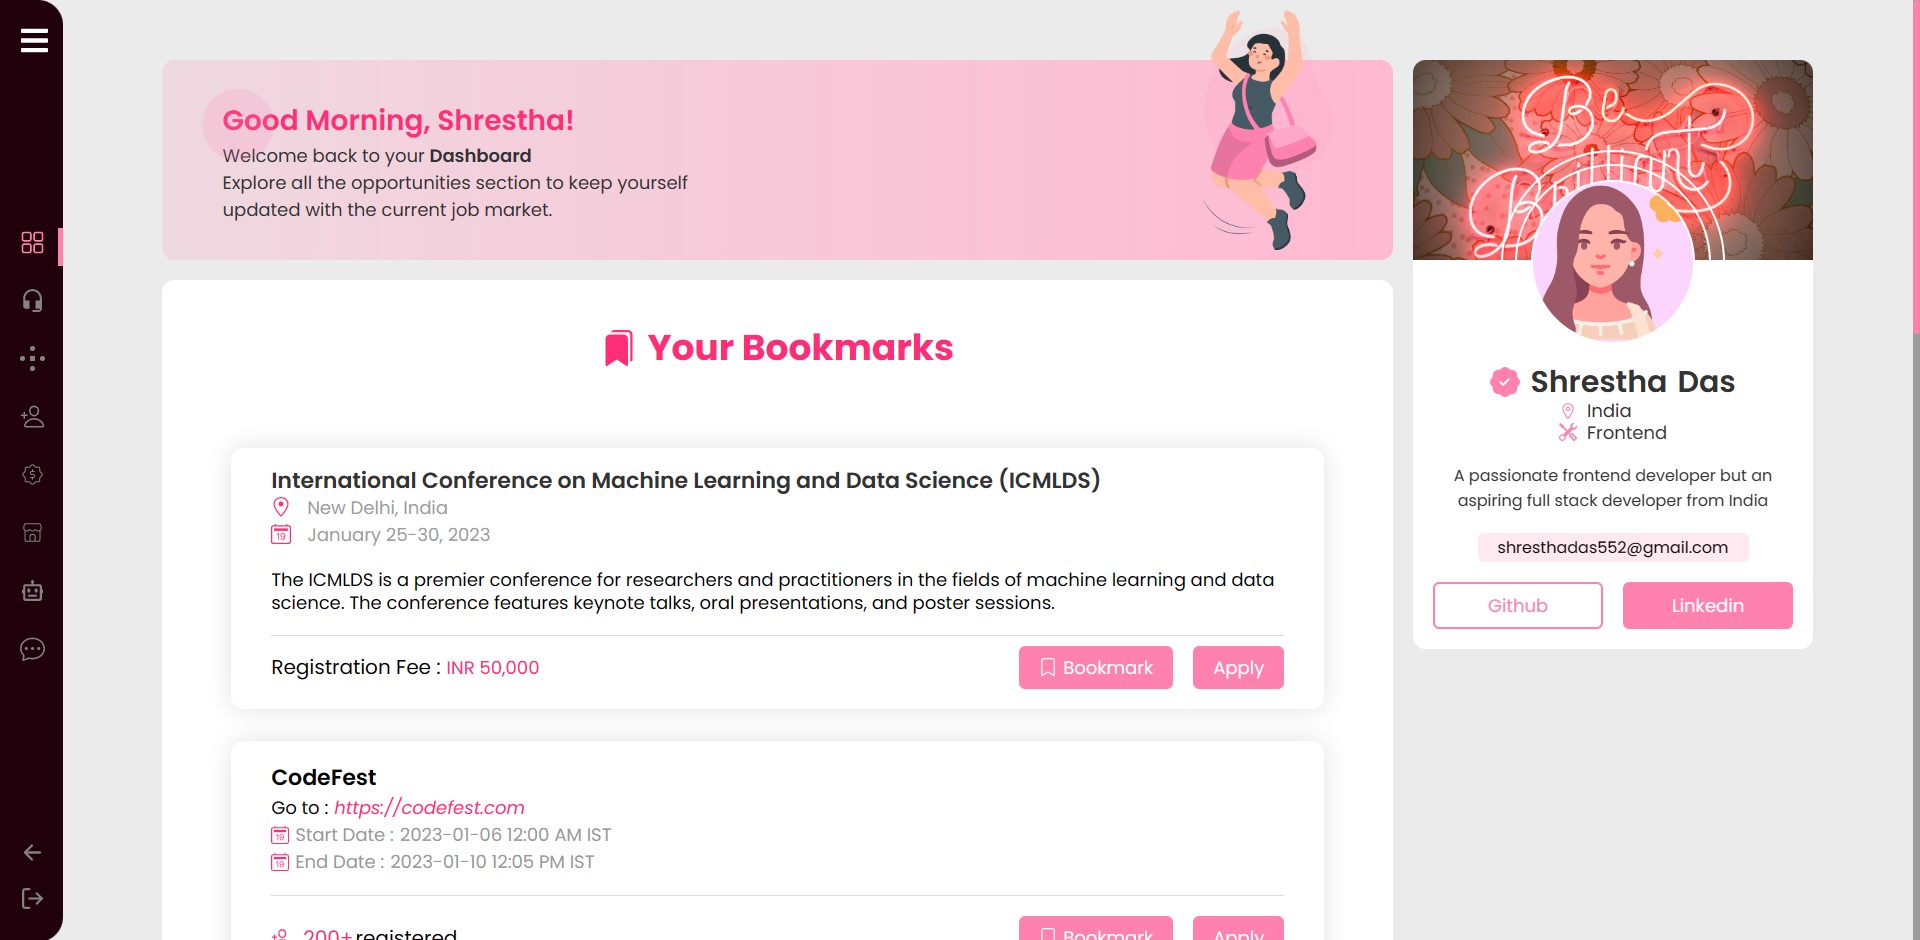 Good Morning, Shrestha!
Welcome back to your Dashboard
Explore all the opportunities section to keep yourself
updated with the current job market.
Be
Brilliant
Your Bookmarks
Shrestha Das
India
Frontend
A passionate frontend developer but an
aspiring full stack developer from India
shresthadas552@gmail.com
Github
Linkedin
International Conference on Machine Learning and Data Science (ICMLDS)
New Delhi, India
19
January 25-30, 2023
The ICMLDS is a premier conference for researchers and practitioners in the fields of machine learning and data
science. The conference features keynote talks, oral presentations, and poster sessions.
Registration Fee : INR 50,000
Bookmark
Apply
CodeFest
Go to : https://codefest.com
19
Start Date : 2023-01-06 12:00 AM IST
19
End Date : 2023-01-10 12:05 PM IST
200+ registered
Bookmark
Apply